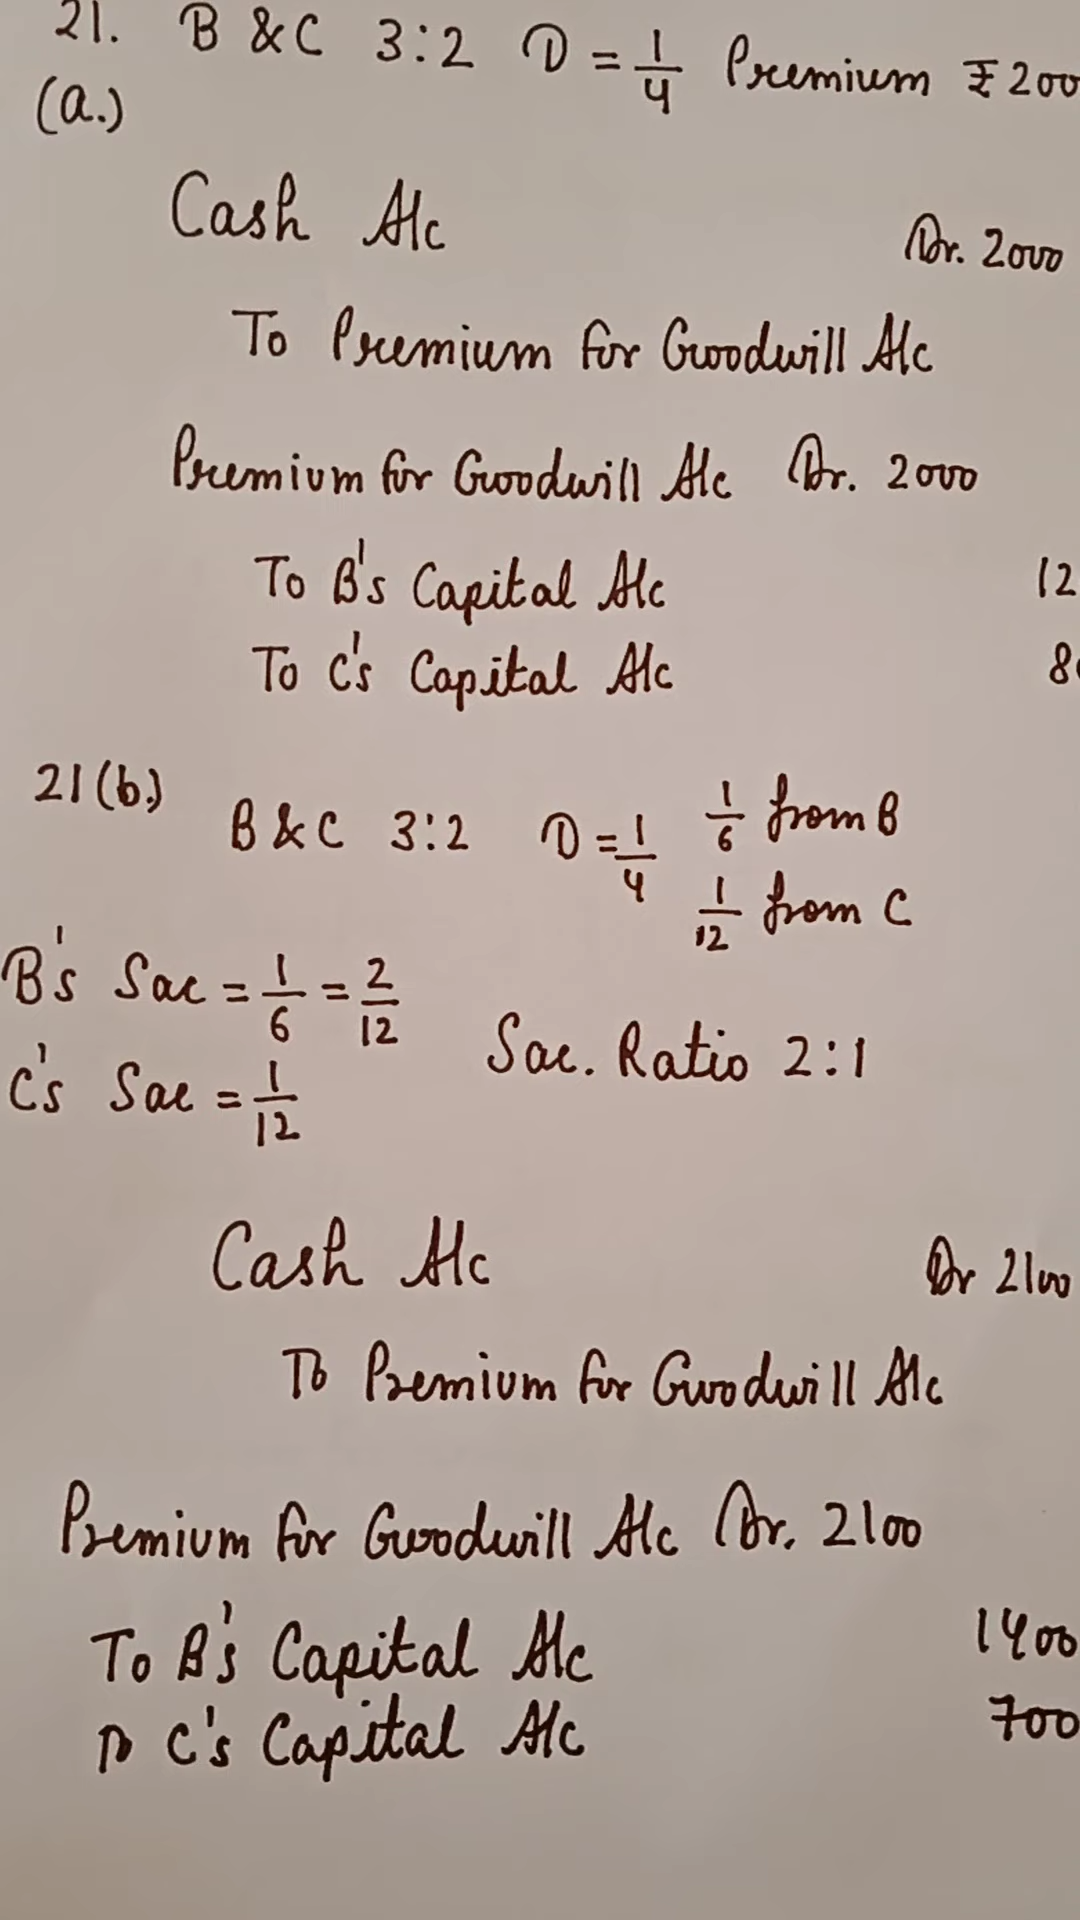 21. B & C 3:2 D = 1/4 Premium ₹ 200
(a.)
Cash A/c Dr. 2000
To Premium for Goodwill A/c
Premium for Goodwill A/c Dr. 2000
To B's Capital A/c 12
To C's Capital A/c 80
21(b.)
B & C 3:2 D = 1/4 1/6 from B
1/12 from C
B's Sac = 1/6 = 2/12
C's Sac = 1/12
Sac. Ratio 2:1
Cash A/c Dr 2100
To Premium for Goodwill A/c
Premium for Goodwill A/c Dr. 2100
To B's Capital A/c 1400
To C's Capital A/c 700